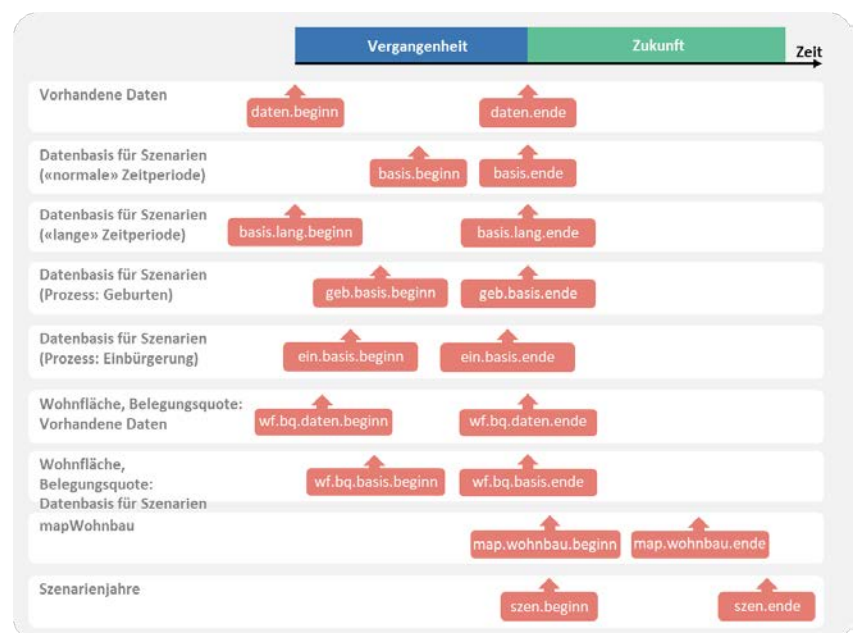 Vergangenheit
Zukunft
Zeit
Vorhandene Daten
daten.beginn
daten.ende
Datenbasis für Szenarien
(«normale» Zeitperiode)
basis.beginn
basis.ende
Datenbasis für Szenarien
(«lange» Zeitperiode)
basis.lang.beginn
basis.lang.ende
Datenbasis für Szenarien
(Prozess: Geburten)
geb.basis.beginn
geb.basis.ende
Datenbasis für Szenarien
(Prozess: Einbürgerung)
ein.basis.beginn
ein.basis.ende
Wohnfläche, Belegungsquote:
Vorhandene Daten
wf.bq.daten.beginn
wf.bq.daten.ende
Wohnfläche,
Belegungsquote:
Datenbasis für Szenarien
wf.bq.basis.beginn
wf.bq.basis.ende
mapWohnbau
map.wohnbau.beginn
map.wohnbau.ende
Szenarienjahre
szen.beginn
szen.ende